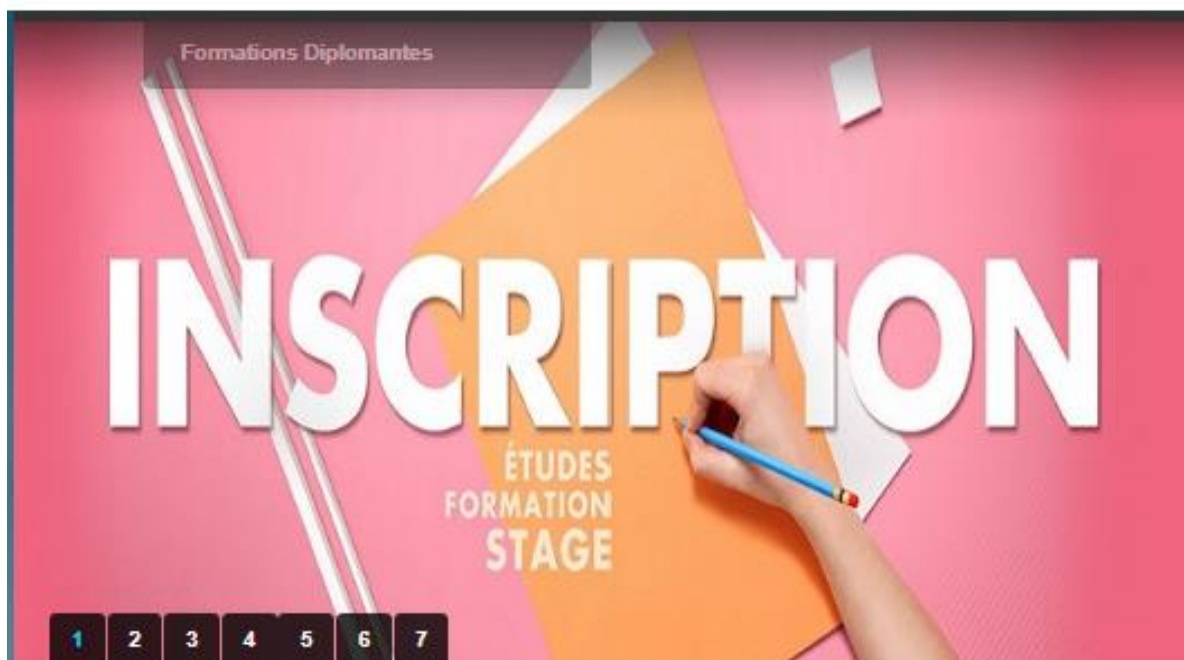 Formations Diplomantes
INSCRIPTION
ÉTUDES
FORMATION
STAGE
1 2 3 4 5 6 7